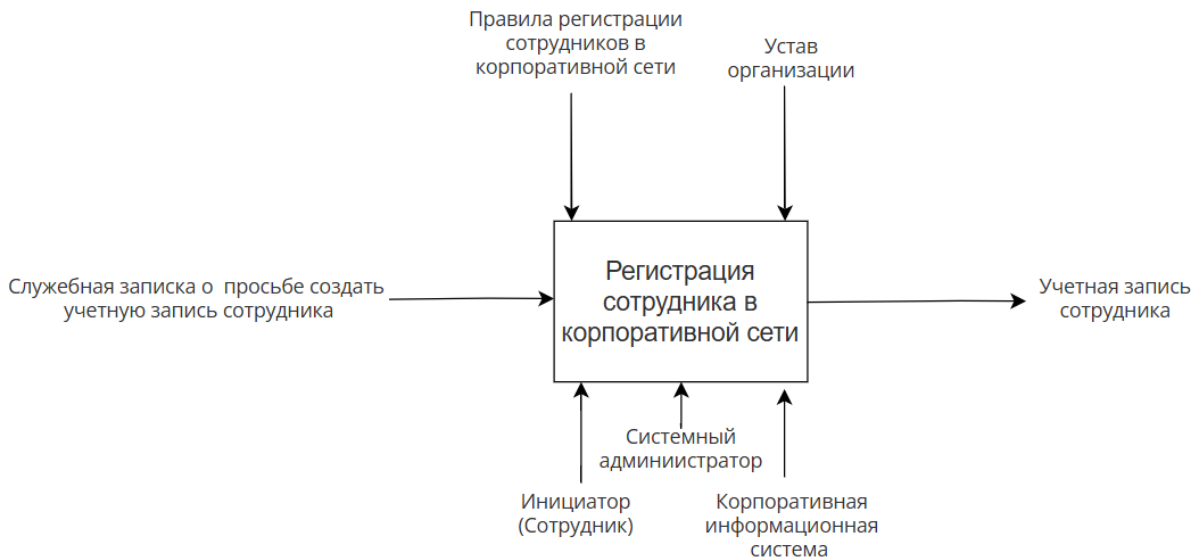 Правила регистрации
сотрудников в
корпоративной сети
Устав
организации
Служебная записка о  просьбе создать
учетную запись сотрудника
Регистрация
сотрудника в
корпоративной сети
Учетная запись
сотрудника
Системный
админиистратор
Инициатор
(Сотрудник)
Корпоративная
информационная
система